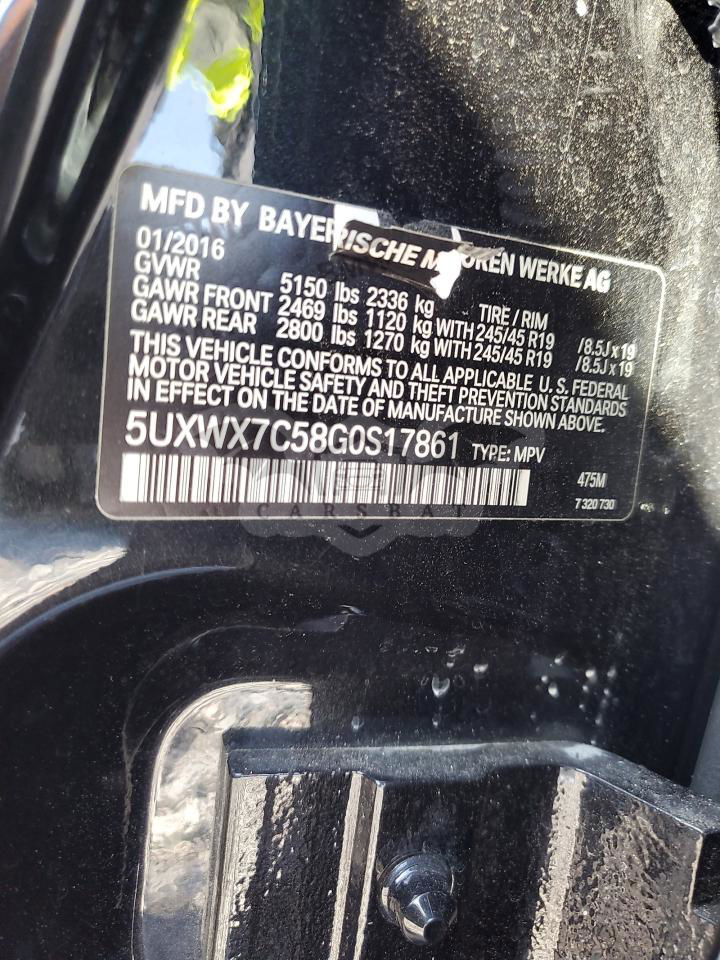 MFD BY BAYERISCHE MOTOREN WERKE AG
01/2016
GVWR 5150 lbs 2336 kg TIRE / RIM
GAWR FRONT 2469 lbs 1120 kg WITH 245/45 R19 /8.5J x 19
GAWR REAR 2800 lbs 1270 kg WITH 245/45 R19 /8.5J x 19
THIS VEHICLE CONFORMS TO ALL APPLICABLE U.S. FEDERAL
MOTOR VEHICLE SAFETY AND THEFT PREVENTION STANDARDS
IN EFFECT ON THE DATE OF MANUFACTURE SHOWN ABOVE.
5UXWX7C58G0S17861 TYPE: MPV
475M
7 320 730
CARSBAT